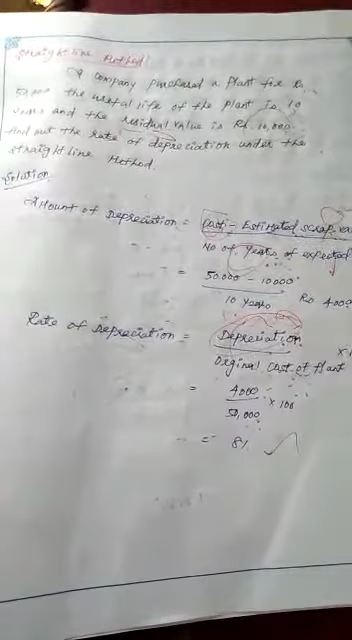 Straight line Method
A company purchased a plant for Rs.
50,000 the useful life of the plant is 10
years and the residual value is Rs. 10,000.
find out the rate of depreciation under the
straight line Method.
Solution
Amount of Depreciation = Cost - Estimated scrap va
No of years of expected
= 50.000 - 10000
10 years Rs 4000
Rate of Depreciation = Depreciation
Orginal Cost of Plant
= 4000 × 100
50,000
= 8%